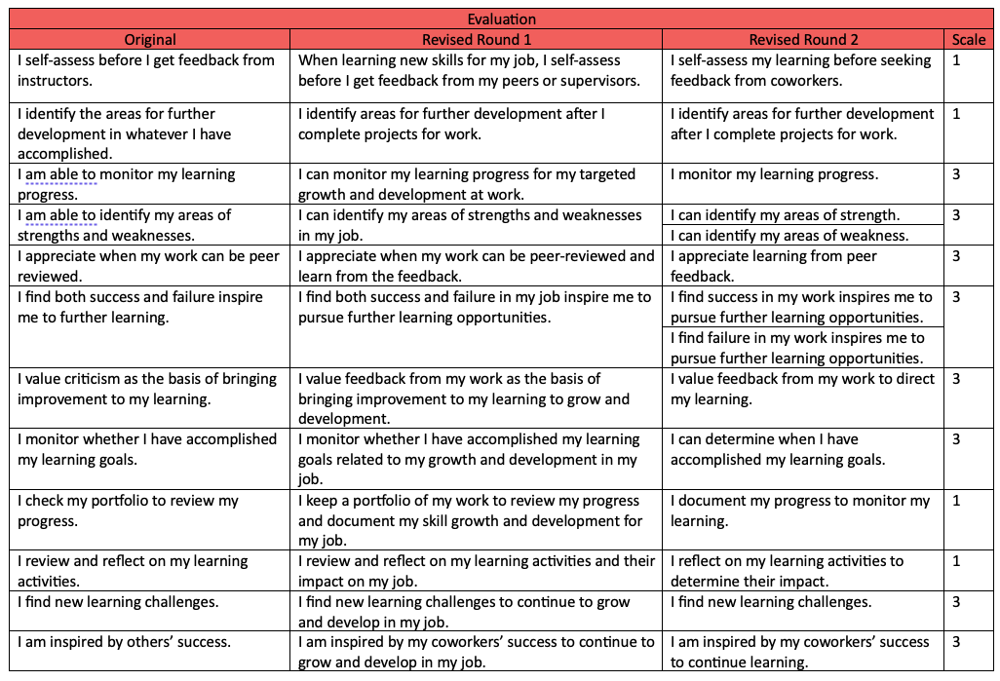 Evaluation
Original
Revised Round 1
Revised Round 2
Scale
I self-assess before I get feedback from
instructors.
When learning new skills for my job, I self-assess
before I get feedback from my peers or supervisors.
I self-assess my learning before seeking
feedback from coworkers.
1
I identify the areas for further
development in whatever I have
accomplished.
I identify areas for further development after I
complete projects for work.
I identify areas for further development
after I complete projects for work.
1
I am able to monitor my learning
progress.
I can monitor my learning progress for my targeted
growth and development at work.
I monitor my learning progress.
3
I am able to identify my areas of
strengths and weaknesses.
I can identify my areas of strengths and weaknesses
in my job.
I can identify my areas of strength.
I can identify my areas of weakness.
3
I appreciate when my work can be peer
reviewed.
I appreciate when my work can be peer-reviewed and
learn from the feedback.
I appreciate learning from peer
feedback.
3
I find both success and failure inspire
me to further learning.
I find both success and failure in my job inspire me to
pursue further learning opportunities.
I find success in my work inspires me to
pursue further learning opportunities.
I find failure in my work inspires me to
pursue further learning opportunities.
3
I value criticism as the basis of bringing
improvement to my learning.
I value feedback from my work as the basis of
bringing improvement to my learning to grow and
development.
I value feedback from my work to direct
my learning.
3
I monitor whether I have accomplished
my learning goals.
I monitor whether I have accomplished my learning
goals related to my growth and development in my
job.
I can determine when I have
accomplished my learning goals.
3
I check my portfolio to review my
progress.
I keep a portfolio of my work to review my progress
and document my skill growth and development for
my job.
I document my progress to monitor my
learning.
1
I review and reflect on my learning
activities.
I review and reflect on my learning activities and their
impact on my job.
I reflect on my learning activities to
determine their impact.
1
I find new learning challenges.
I find new learning challenges to continue to grow
and develop in my job.
I find new learning challenges.
3
I am inspired by others' success.
I am inspired by my coworkers' success to continue to
grow and develop in my job.
I am inspired by my coworkers' success
to continue learning.
3